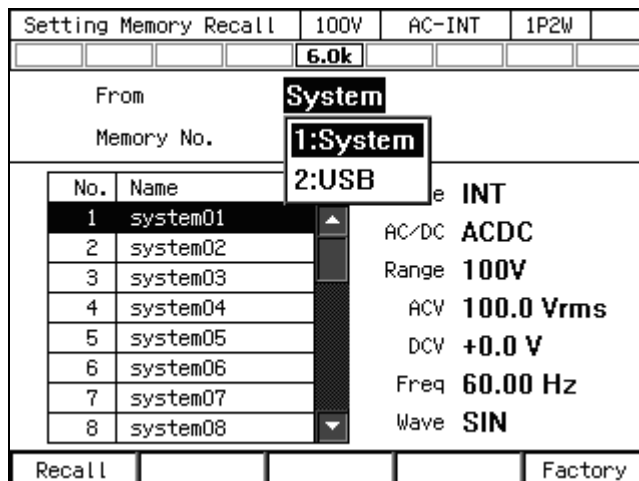 Setting Memory Recall 100V AC-INT 1P2W
6.0k
From System
Memory No. 1:System
2:USB
No. Name e INT
1 system01
AC/DC ACDC
2 system02
3 system03 Range 100V
4 system04 ACV 100.0 Vrms
5 system05 DCV +0.0 V
6 system06
Freq 60.00 Hz
7 system07
8 system08 Wave SIN
Recall Factory